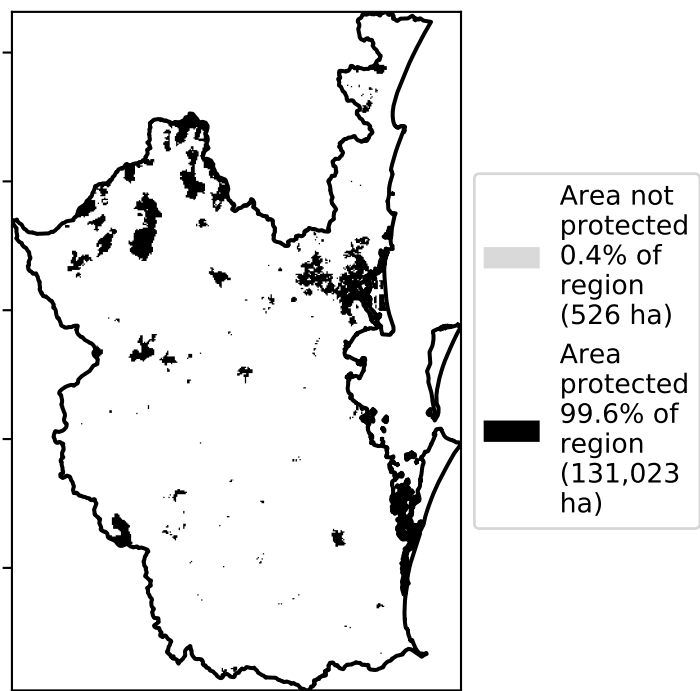 Area not
protected
0.4% of
region
(526 ha)
Area
protected
99.6% of
region
(131,023
ha)